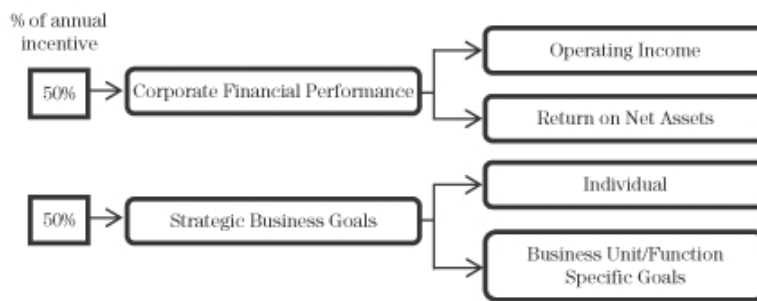 % of annual
incentive
50%
Corporate Financial Performance
Operating Income
Return on Net Assets
50%
Strategic Business Goals
Individual
Business Unit/Function
Specific Goals